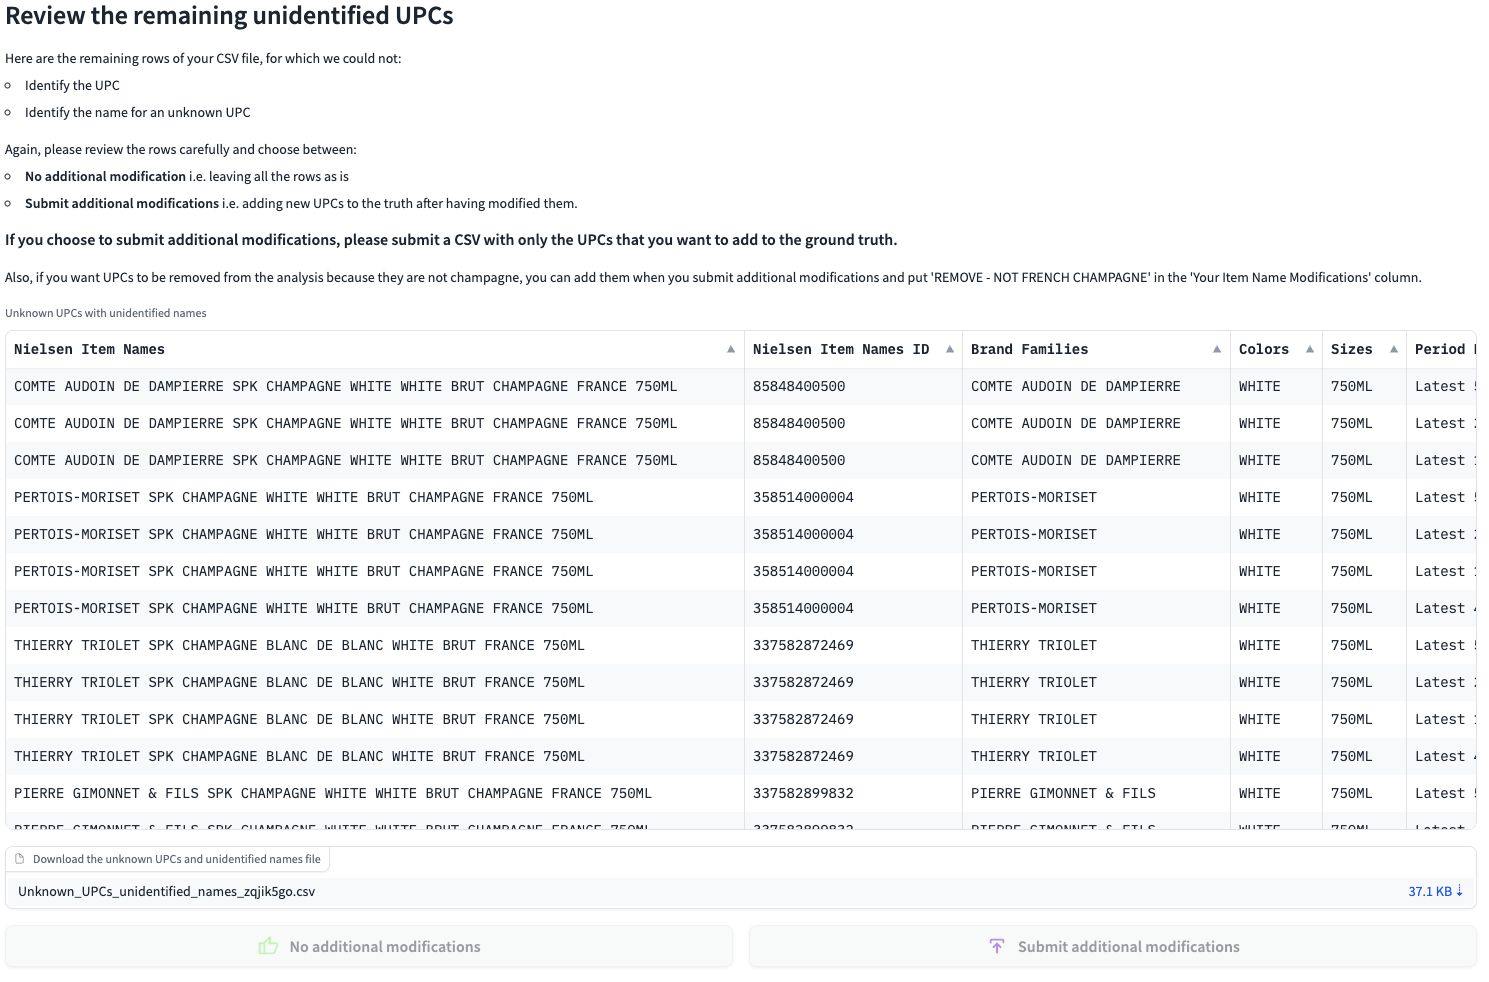 Review the remaining unidentified UPCs
Here are the remaining rows of your CSV file, for which we could not:
Identify the UPC
Identify the name for an unknown UPC
Again, please review the rows carefully and choose between:
No additional modification i.e. leaving all the rows as is
Submit additional modifications i.e. adding new UPCs to the truth after having modified them.
If you choose to submit additional modifications, please submit a CSV with only the UPCs that you want to add to the ground truth.
Also, if you want UPCs to be removed from the analysis because they are not champagne, you can add them when you submit additional modifications and put 'REMOVE - NOT FRENCH CHAMPAGNE' in the 'Your Item Name Modifications' column.
Unknown UPCs with unidentified names
Nielsen Item Names Nielsen Item Names ID Brand Families Colors Sizes Period
COMTE AUDOIN DE DAMPIERRE SPK CHAMPAGNE WHITE WHITE BRUT CHAMPAGNE FRANCE 750ML 85848400500 COMTE AUDOIN DE DAMPIERRE WHITE 750ML Latest
COMTE AUDOIN DE DAMPIERRE SPK CHAMPAGNE WHITE WHITE BRUT CHAMPAGNE FRANCE 750ML 85848400500 COMTE AUDOIN DE DAMPIERRE WHITE 750ML Latest
COMTE AUDOIN DE DAMPIERRE SPK CHAMPAGNE WHITE WHITE BRUT CHAMPAGNE FRANCE 750ML 85848400500 COMTE AUDOIN DE DAMPIERRE WHITE 750ML Latest
PERTOIS-MORISET SPK CHAMPAGNE WHITE WHITE BRUT CHAMPAGNE FRANCE 750ML 358514000004 PERTOIS-MORISET WHITE 750ML Latest
PERTOIS-MORISET SPK CHAMPAGNE WHITE WHITE BRUT CHAMPAGNE FRANCE 750ML 358514000004 PERTOIS-MORISET WHITE 750ML Latest
PERTOIS-MORISET SPK CHAMPAGNE WHITE WHITE BRUT CHAMPAGNE FRANCE 750ML 358514000004 PERTOIS-MORISET WHITE 750ML Latest
PERTOIS-MORISET SPK CHAMPAGNE WHITE WHITE BRUT CHAMPAGNE FRANCE 750ML 358514000004 PERTOIS-MORISET WHITE 750ML Latest
THIERRY TRIOLET SPK CHAMPAGNE BLANC DE BLANC WHITE BRUT FRANCE 750ML 337582872469 THIERRY TRIOLET WHITE 750ML Latest
THIERRY TRIOLET SPK CHAMPAGNE BLANC DE BLANC WHITE BRUT FRANCE 750ML 337582872469 THIERRY TRIOLET WHITE 750ML Latest
THIERRY TRIOLET SPK CHAMPAGNE BLANC DE BLANC WHITE BRUT FRANCE 750ML 337582872469 THIERRY TRIOLET WHITE 750ML Latest
THIERRY TRIOLET SPK CHAMPAGNE BLANC DE BLANC WHITE BRUT FRANCE 750ML 337582872469 THIERRY TRIOLET WHITE 750ML Latest
PIERRE GIMONNET & FILS SPK CHAMPAGNE WHITE WHITE BRUT CHAMPAGNE FRANCE 750ML 337582899832 PIERRE GIMONNET & FILS WHITE 750ML Latest
PIERRE GIMONNET & FILS SPK CHAMPAGNE WHITE WHITE BRUT CHAMPAGNE FRANCE 750ML 337582899832 PIERRE GIMONNET & FILS WHITE 750ML Latest
Download the unknown UPCs and unidentified names file
Unknown_UPCs_unidentified_names_zqjik5go.csv 37.1 KB
No additional modifications Submit additional modifications